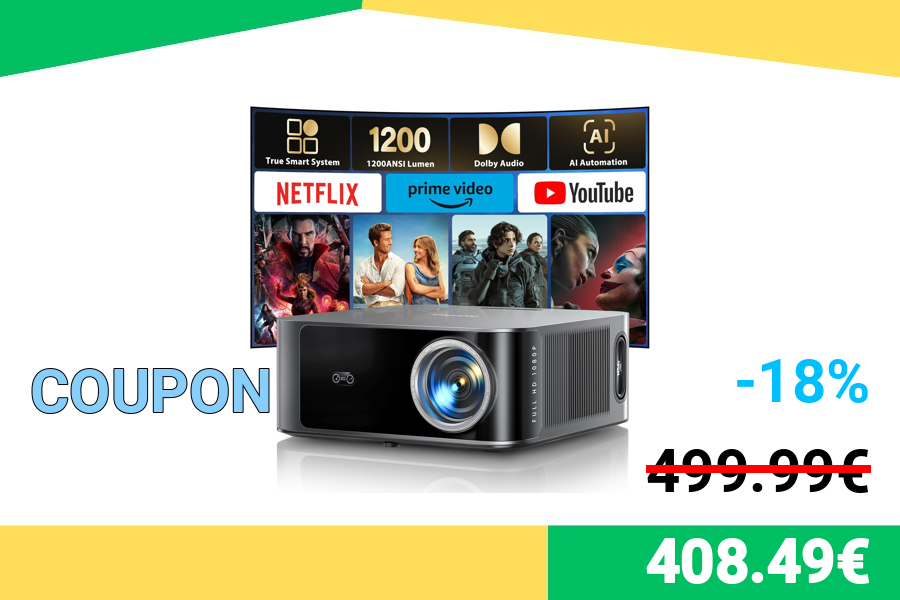 1200
True Smart System
1200ANSI Lumen
Dolby Audio
AI
AI Automation
NETFLIX
prime video
YouTube
FULL HD 1080P
COUPON
-18%
499.99€
408.49€